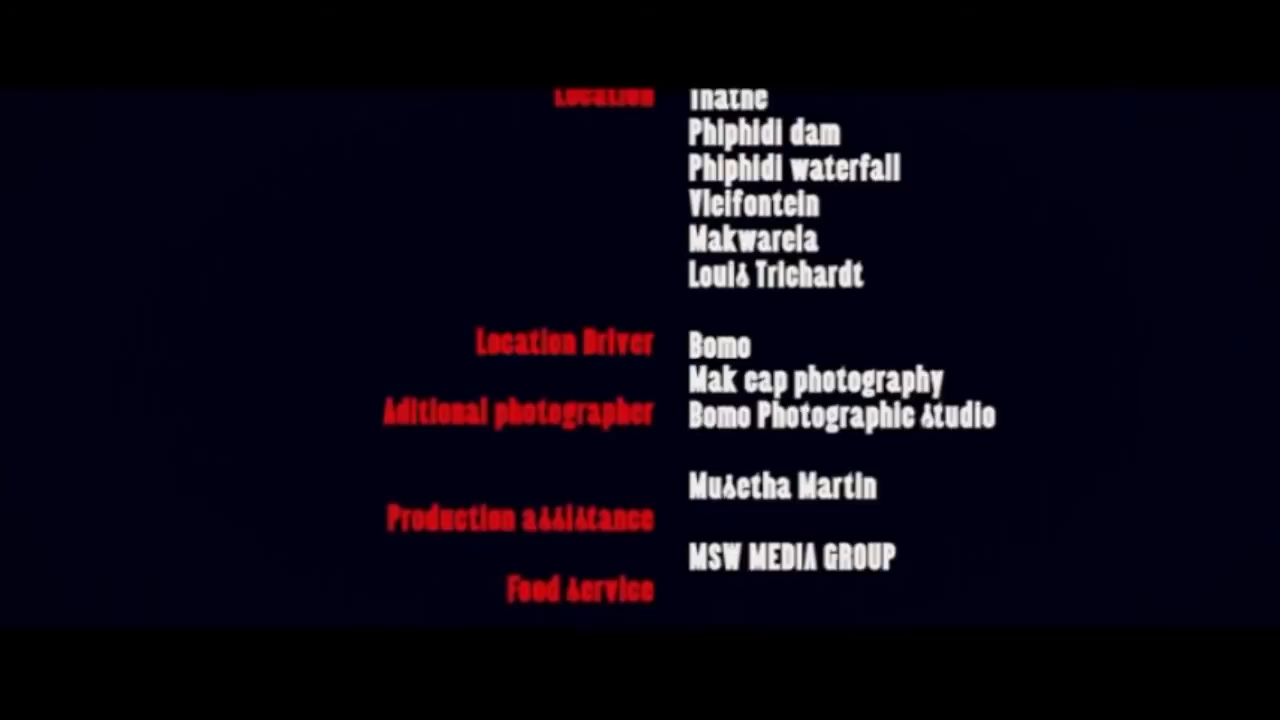 Location Thathe
Phiphidi dam
Phiphidi waterfall
Vleifontein
Makwarela
Louis Trichardt
Location Driver Bomo
Mak cap photography
Aditional photographer Bomo Photographic Studio
Musetha Martin
Production assistance
MSW MEDIA GROUP
Food service